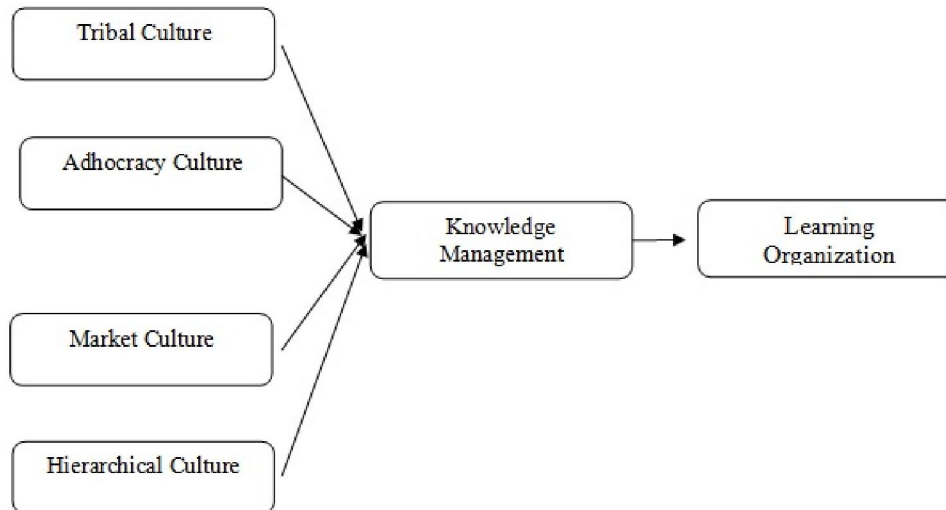 Tribal Culture
Adhocracy Culture
Knowledge
Management
Learning
Organization
Market Culture
Hierarchical Culture